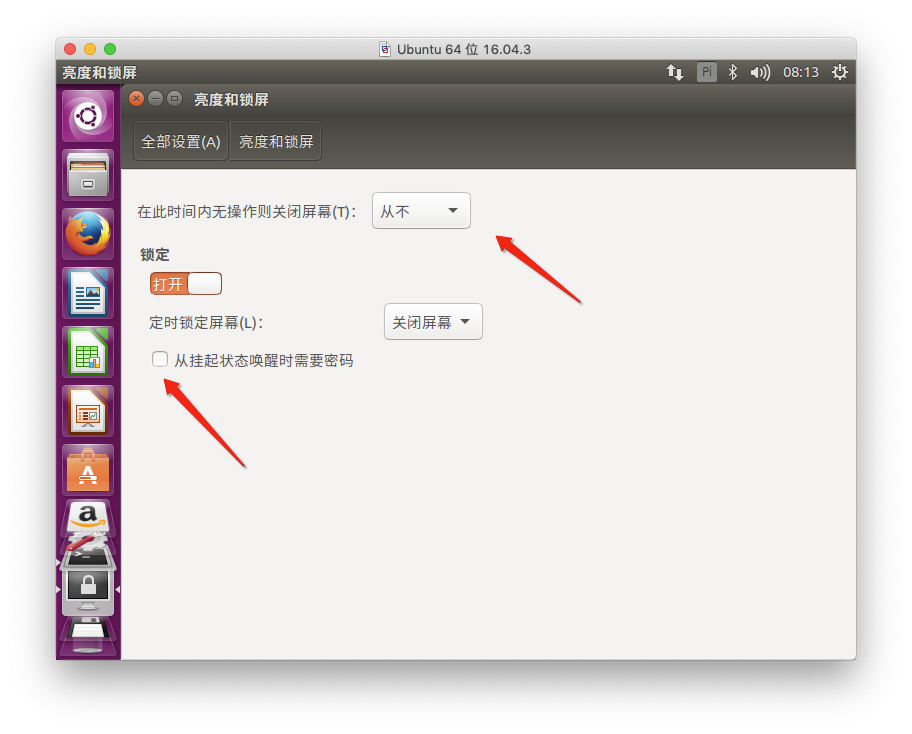 Ubuntu 64 位 16.04.3
亮度和锁屏
Pi
08:13
亮度和锁屏
全部设置(A)
亮度和锁屏
在此时间内无操作则关闭屏幕(T)：
从不
锁定
打开
定时锁定屏幕(L)：
关闭屏幕
从挂起状态唤醒时需要密码
A
a